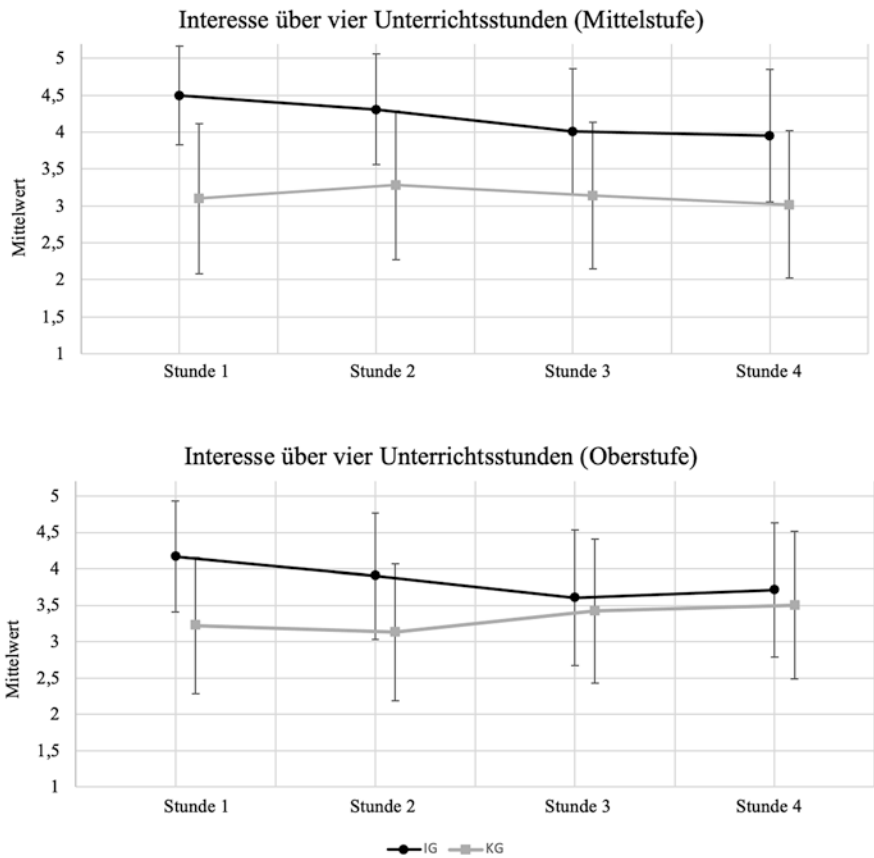 Interesse über vier Unterrichtsstunden (Mittelstufe)
Mittelwert
5
4,5
4
3,5
3
2,5
2
1,5
1
Stunde 1 Stunde 2 Stunde 3 Stunde 4
Interesse über vier Unterrichtsstunden (Oberstufe)
Mittelwert
5
4,5
4
3,5
3
2,5
2
1,5
1
Stunde 1 Stunde 2 Stunde 3 Stunde 4
IG KG